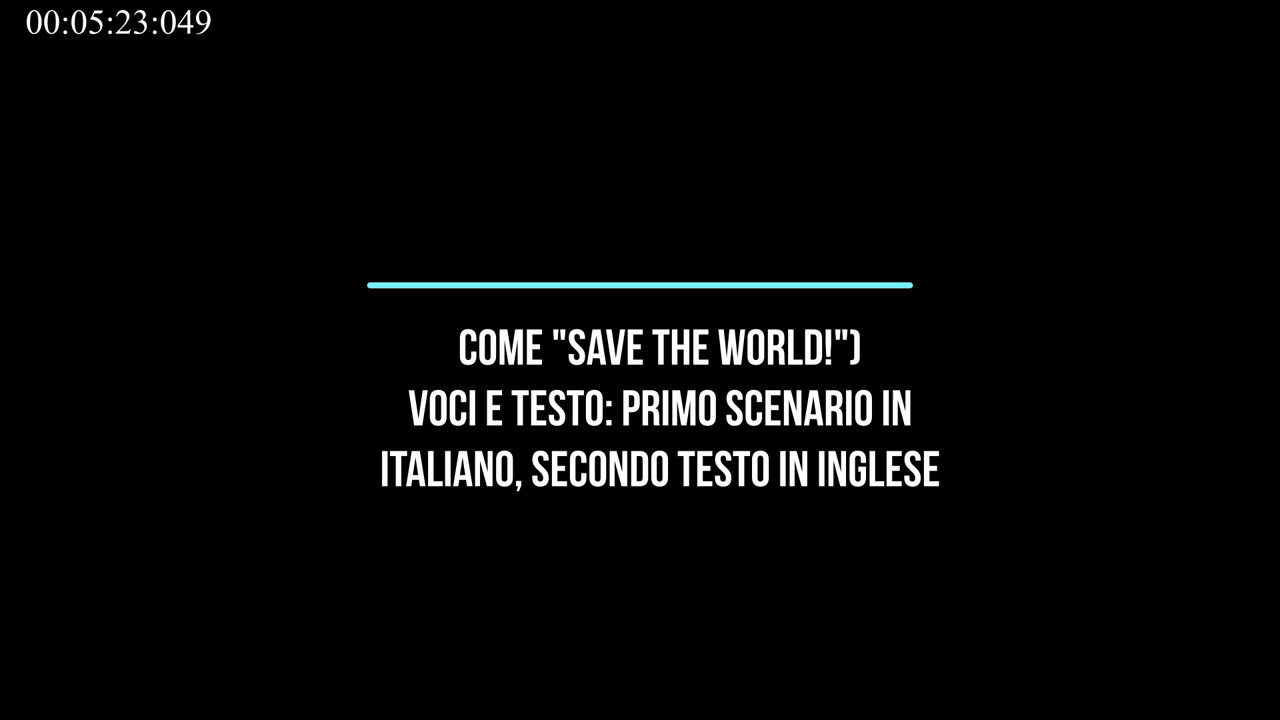 00:05:23:049
COME "SAVE THE WORLD!")
VOCI E TESTO: PRIMO SCENARIO IN
ITALIANO, SECONDO TESTO IN INGLESE